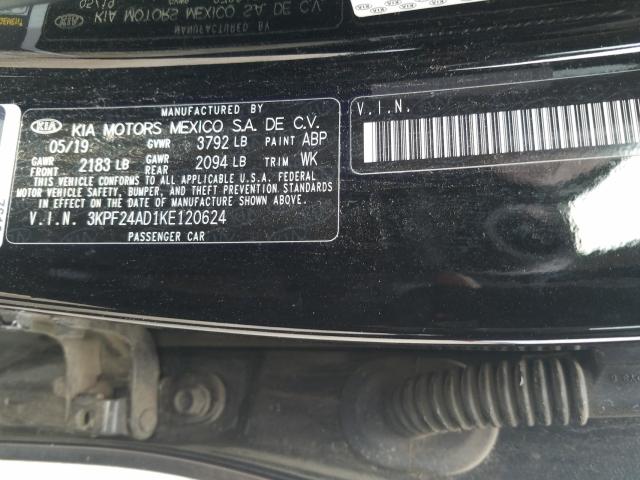 MANUFACTURED BY
KIA KIA MOTORS MEXICO S.A. DE C.V.
05/19 GVWR 3792 LB PAINT ABP
GAWR FRONT 2183 LB GAWR REAR 2094 LB TRIM WK
THIS VEHICLE CONFORMS TO ALL APPLICABLE U.S.A. FEDERAL
MOTOR VEHICLE SAFETY, BUMPER, AND THEFT PREVENTION
STANDARDS IN EFFECT ON THE DATE OF MANUFACTURE SHOWN
ABOVE.
V.I.N. 3KPF24AD1KE120624
PASSENGER CAR
V.I.N.